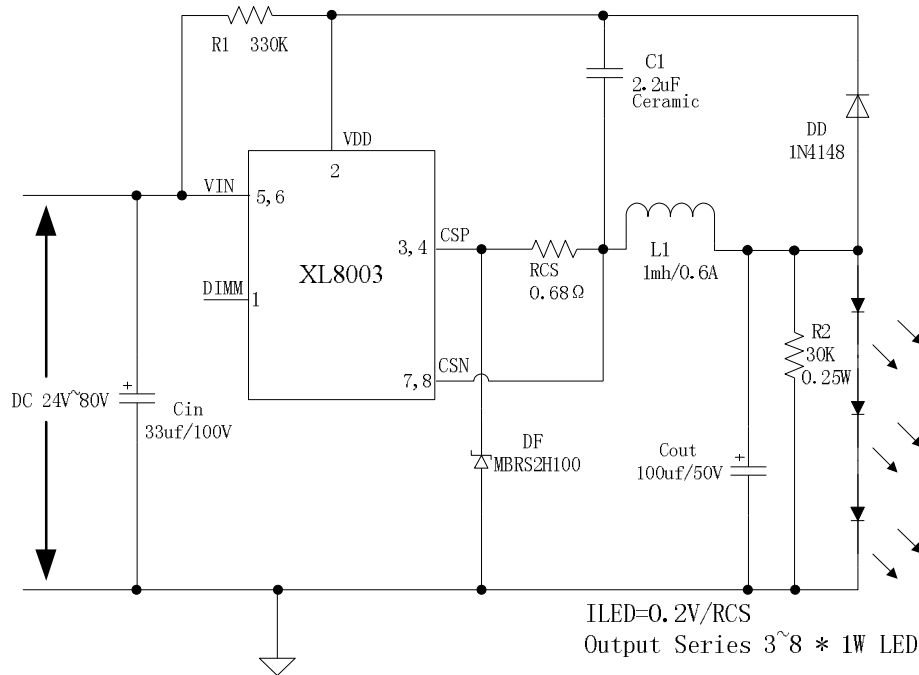 R1 330K
C1
2.2uF
Ceramic
DD
1N4148
VDD
2
VIN
5,6
3,4
CSP
XL8003
RCS
0.68Ω
L1
1mh/0.6A
DIMM
1
7,8
CSN
R2
30K
0.25W
DC 24V~80V
Cin
33uf/100V
DF
MBRS2H100
Cout
100uf/50V
ILED=0.2V/RCS
Output Series 3~8 * 1W LED